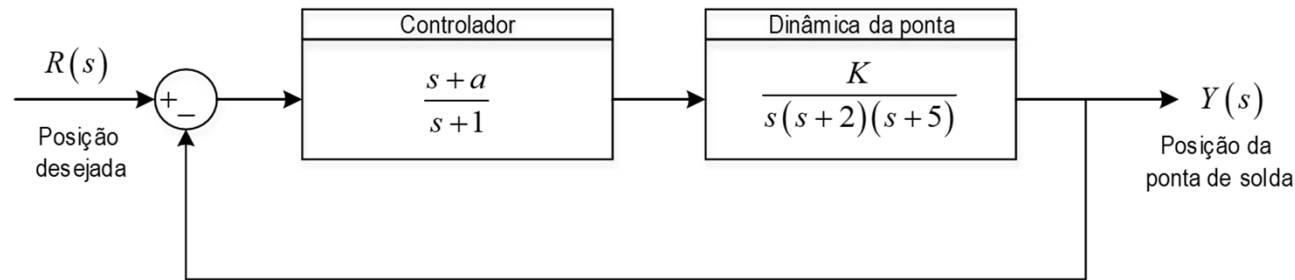 Controlador
Dinâmica da ponta
R(s)
s + a
s + 1
K
s(s + 2)(s + 5)
Y(s)
+
−
Posição
desejada
Posição da
ponta de solda